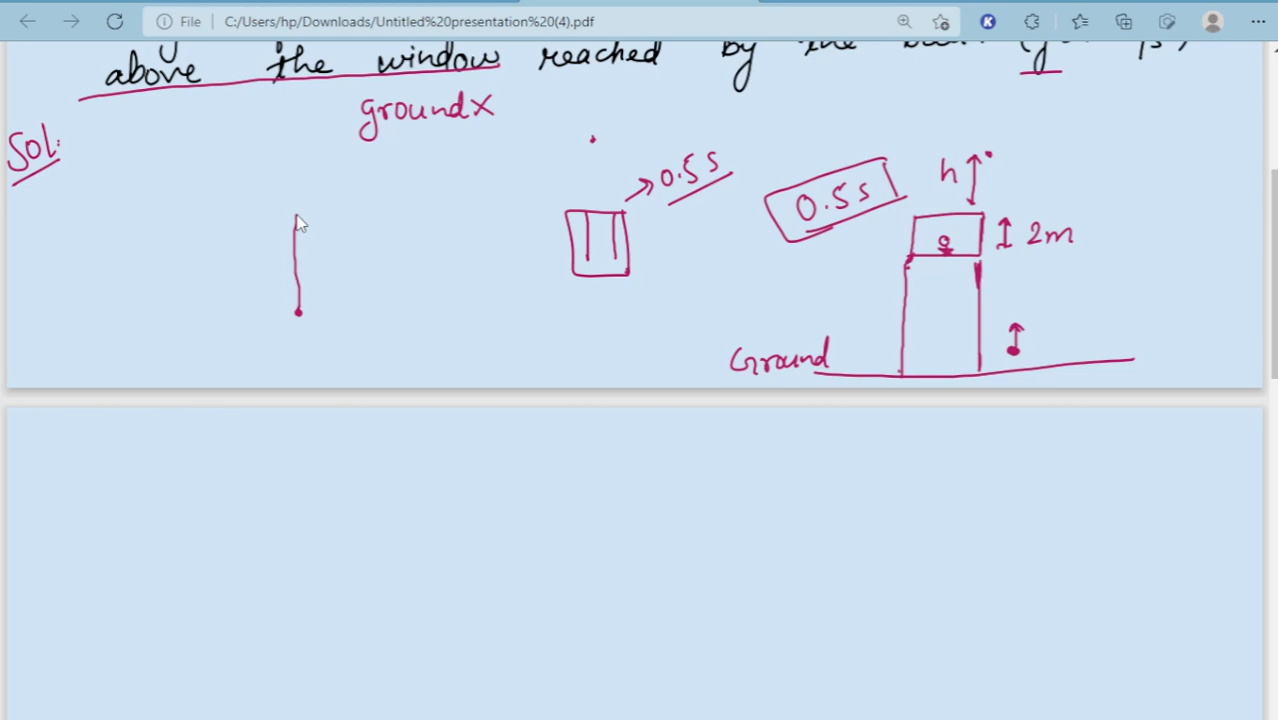 File C:/Users/hp/Downloads/Untitled%20presentation%20(4).pdf
above the window reached by the
ground X
Sol:
0.5 s
0.5 s
h
2m
Ground